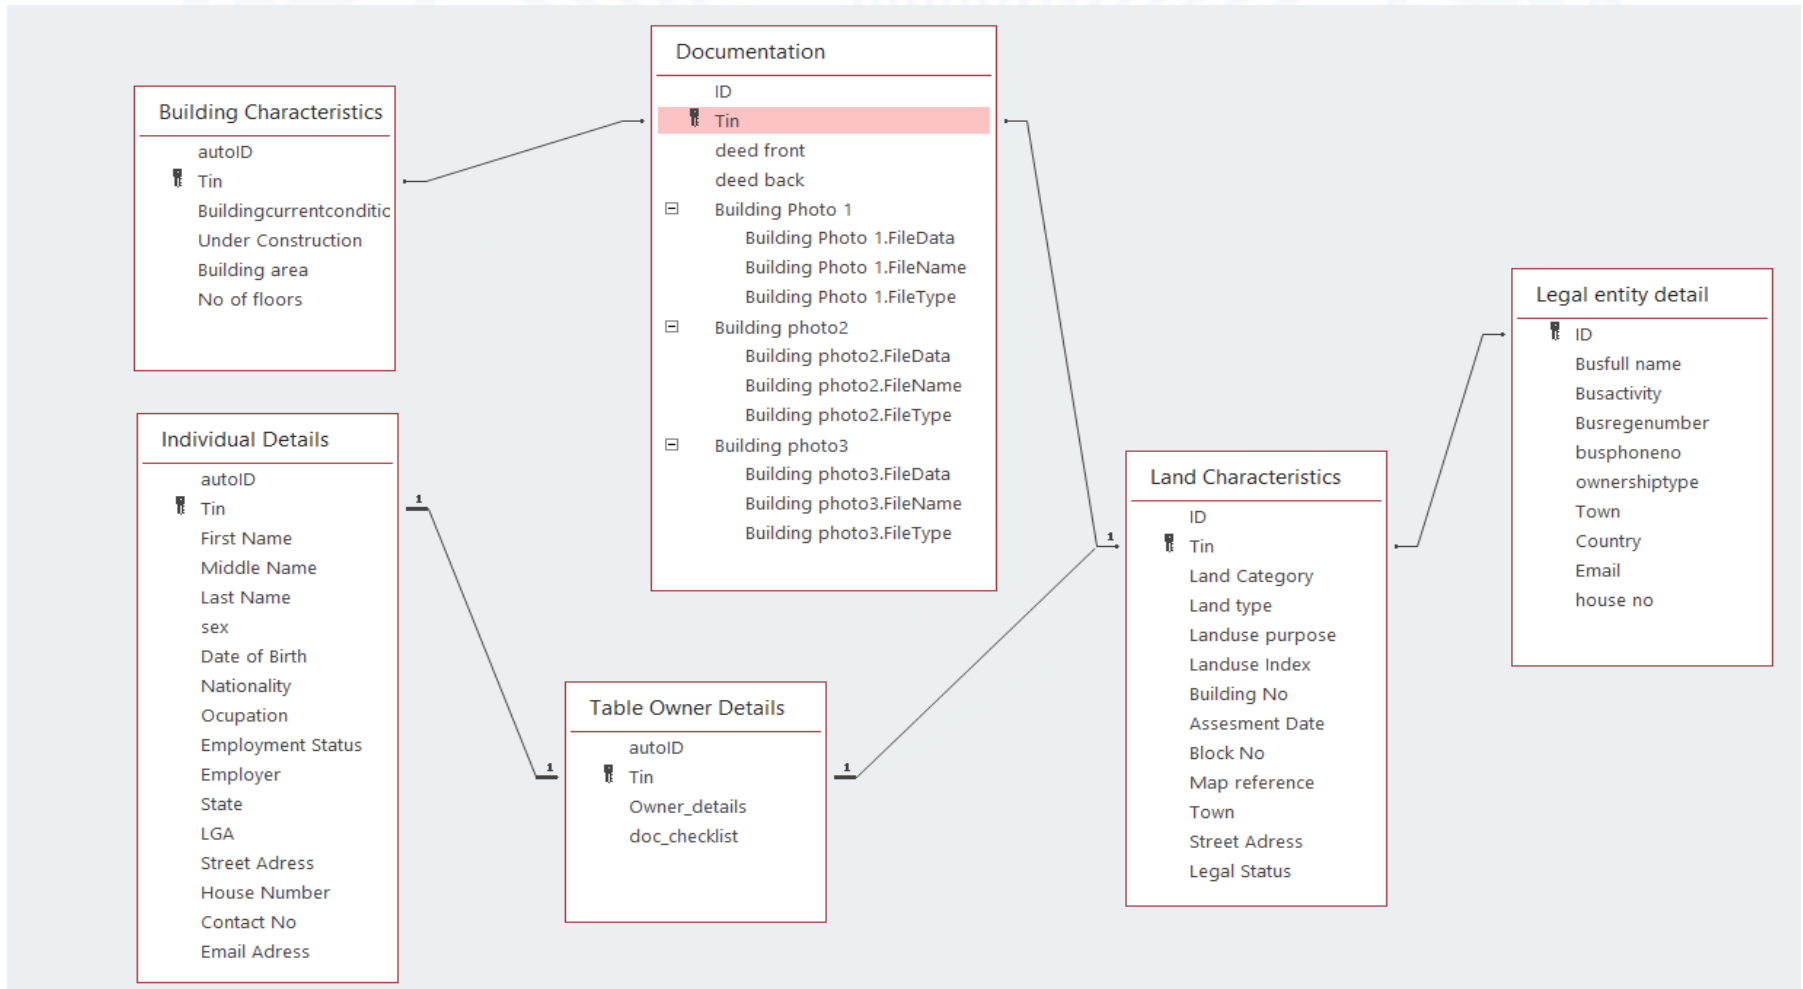 Documentation
ID
Tin
deed front
deed back
Building Photo 1
Building Photo 1.FileData
Building Photo 1.FileName
Building Photo 1.FileType
Building photo2
Building photo2.FileData
Building photo2.FileName
Building photo2.FileType
Building photo3
Building photo3.FileData
Building photo3.FileName
Building photo3.FileType
Building Characteristics
autoID
Tin
Buildingcurrentconditic
Under Construction
Building area
No of floors
Legal entity detail
ID
Busfull name
Busactivity
Busregenumber
busphoneno
ownershiptype
Town
Country
Email
house no
Individual Details
autoID
Tin
First Name
Middle Name
Last Name
sex
Date of Birth
Nationality
Ocupation
Employment Status
Employer
State
LGA
Street Adress
House Number
Contact No
Email Adress
1
1
Table Owner Details
autoID
Tin
Owner_details
doc_checklist
1
1
Land Characteristics
ID
Tin
Land Category
Land type
Landuse purpose
Landuse Index
Building No
Assesment Date
Block No
Map reference
Town
Street Adress
Legal Status